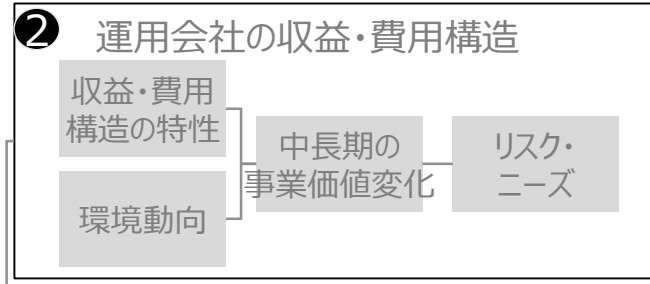 ❷ 運用会社の収益・費用構造
収益・費用
構造の特性
中長期の
事業価値変化
リスク・
ニーズ
環境動向